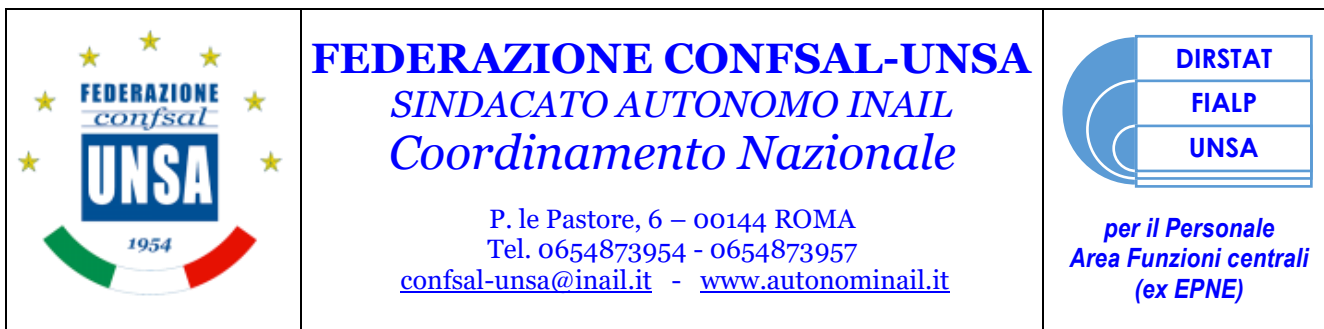 FEDERAZIONE
confsal
UNSA
1954
FEDERAZIONE CONFSAL-UNSA
SINDACATO AUTONOMO INAIL
Coordinamento Nazionale
P. le Pastore, 6 – 00144 ROMA
Tel. 0654873954 - 0654873957
confsal-unsa@inail.it - www.autonominail.it
DIRSTAT
FIALP
UNSA
per il Personale
Area Funzioni centrali
(ex EPNE)